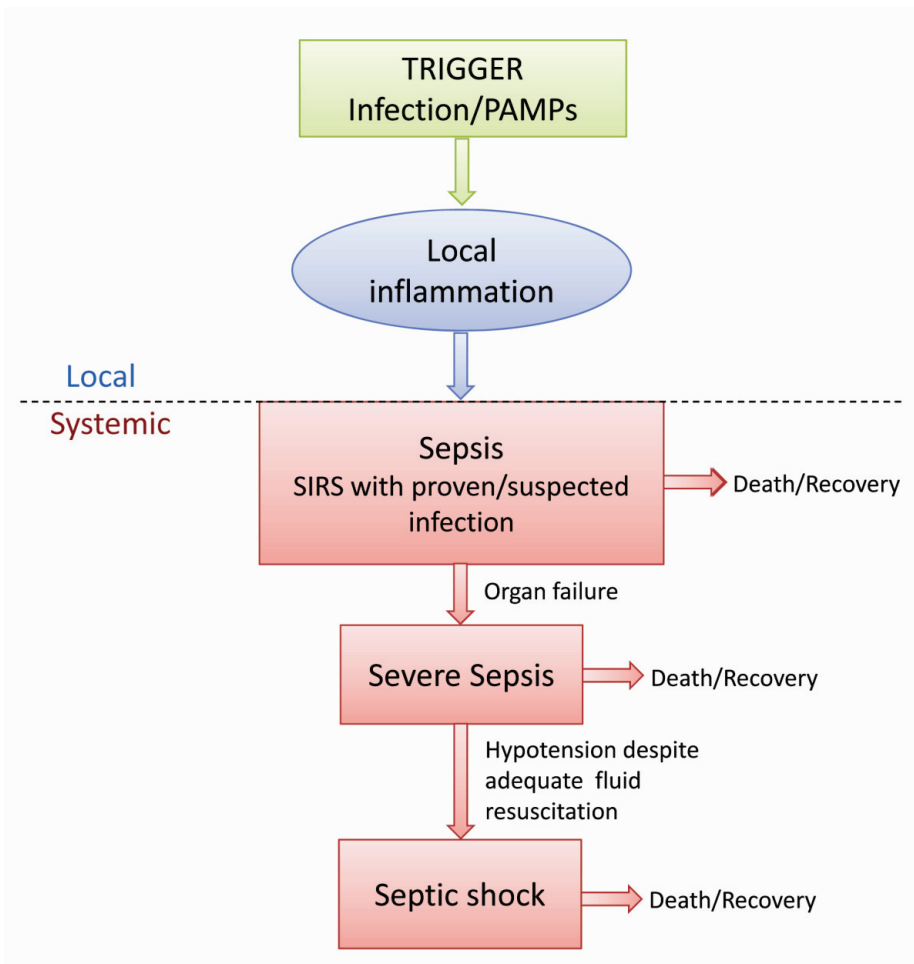 TRIGGER
Infection/PAMPs
Local
inflammation
Local
Systemic
Sepsis
SIRS with proven/suspected
infection
Death/Recovery
Organ failure
Severe Sepsis
Death/Recovery
Hypotension despite
adequate fluid
resuscitation
Septic shock
Death/Recovery